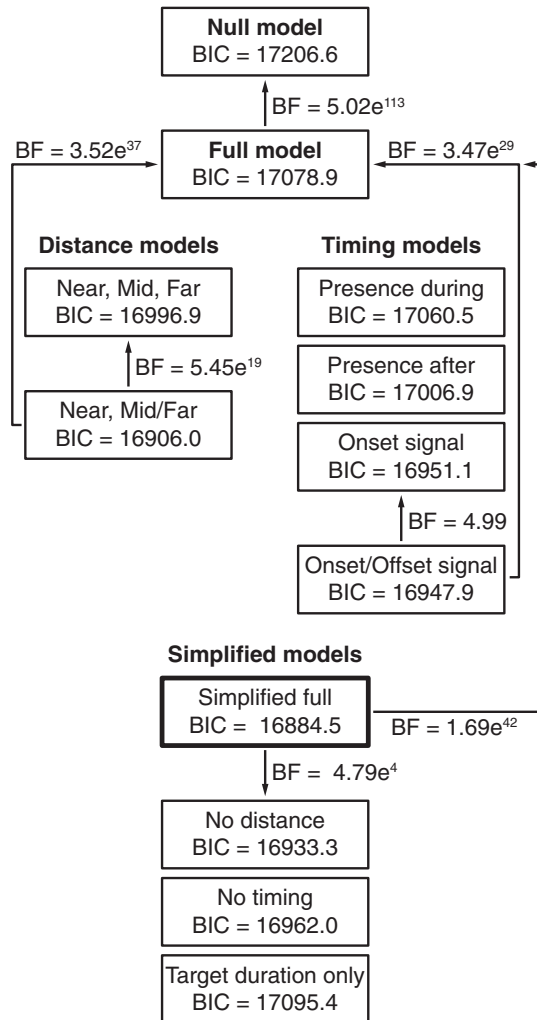 Null model
BIC = 17206.6
BF = 5.02e¹¹³
BF = 3.52e³⁷
Full model
BIC = 17078.9
BF = 3.47e²⁹
Distance models
Near, Mid, Far
BIC = 16996.9
BF = 5.45e¹⁹
Near, Mid/Far
BIC = 16906.0
Timing models
Presence during
BIC = 17060.5
Presence after
BIC = 17006.9
Onset signal
BIC = 16951.1
BF = 4.99
Onset/Offset signal
BIC = 16947.9
Simplified models
Simplified full
BIC = 16884.5
BF = 1.69e⁴²
BF = 4.79e⁴
No distance
BIC = 16933.3
No timing
BIC = 16962.0
Target duration only
BIC = 17095.4